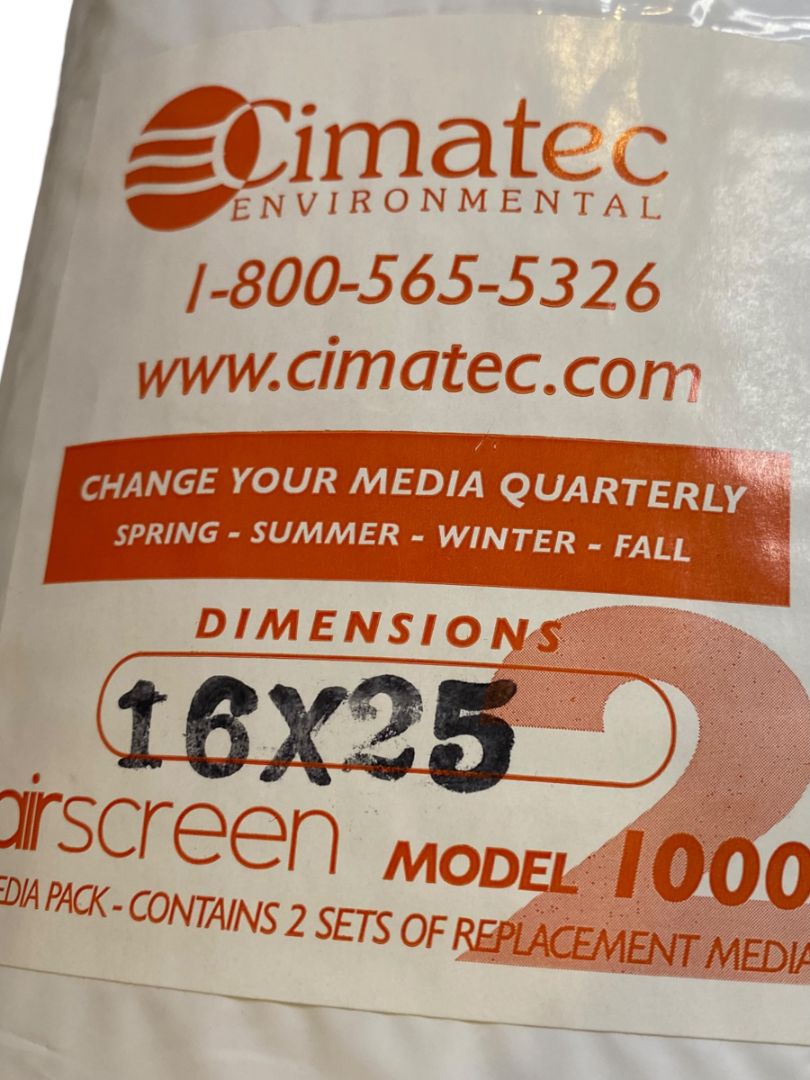 Cimatec
ENVIRONMENTAL
1-800-565-5326
www.cimatec.com
CHANGE YOUR MEDIA QUARTERLY
SPRING - SUMMER - WINTER - FALL
DIMENSIONS
16X25
2
airscreen MODEL 1000
EDIA PACK - CONTAINS 2 SETS OF REPLACEMENT MEDIA